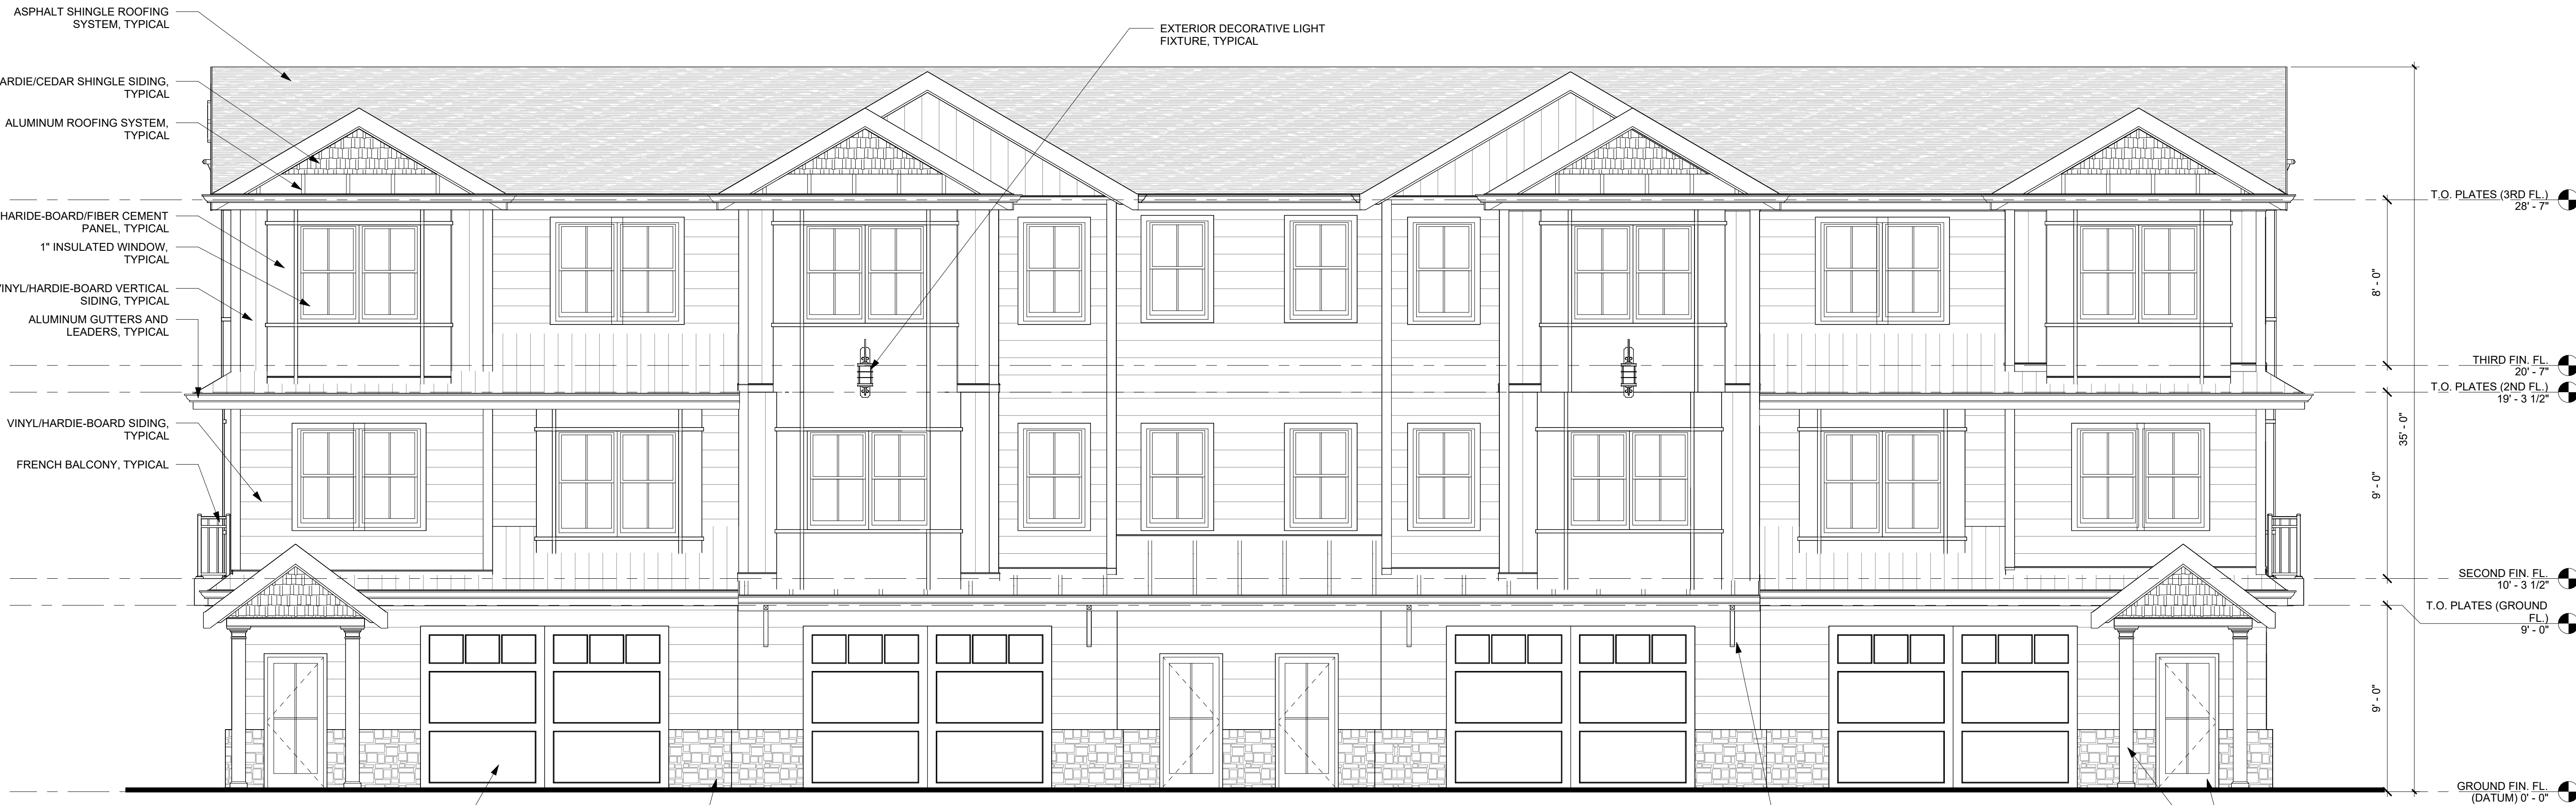 ASPHALT SHINGLE ROOFING
SYSTEM, TYPICAL
EXTERIOR DECORATIVE LIGHT
FIXTURE, TYPICAL
ARDIE/CEDAR SHINGLE SIDING,
TYPICAL
ALUMINUM ROOFING SYSTEM,
TYPICAL
HARIDE-BOARD/FIBER CEMENT
PANEL, TYPICAL
1" INSULATED WINDOW,
TYPICAL
VINYL/HARDIE-BOARD VERTICAL
SIDING, TYPICAL
ALUMINUM GUTTERS AND
LEADERS, TYPICAL
VINYL/HARDIE-BOARD SIDING,
TYPICAL
FRENCH BALCONY, TYPICAL
8' - 0"
9' - 0"
9' - 0"
35' - 0"
T.O. PLATES (3RD FL.)
28' - 7"
THIRD FIN. FL.
20' - 7"
T.O. PLATES (2ND FL.)
19' - 3 1/2"
SECOND FIN. FL.
10' - 3 1/2"
T.O. PLATES (GROUND
FL.)
9' - 0"
GROUND FIN. FL.
(DATUM) 0' - 0"